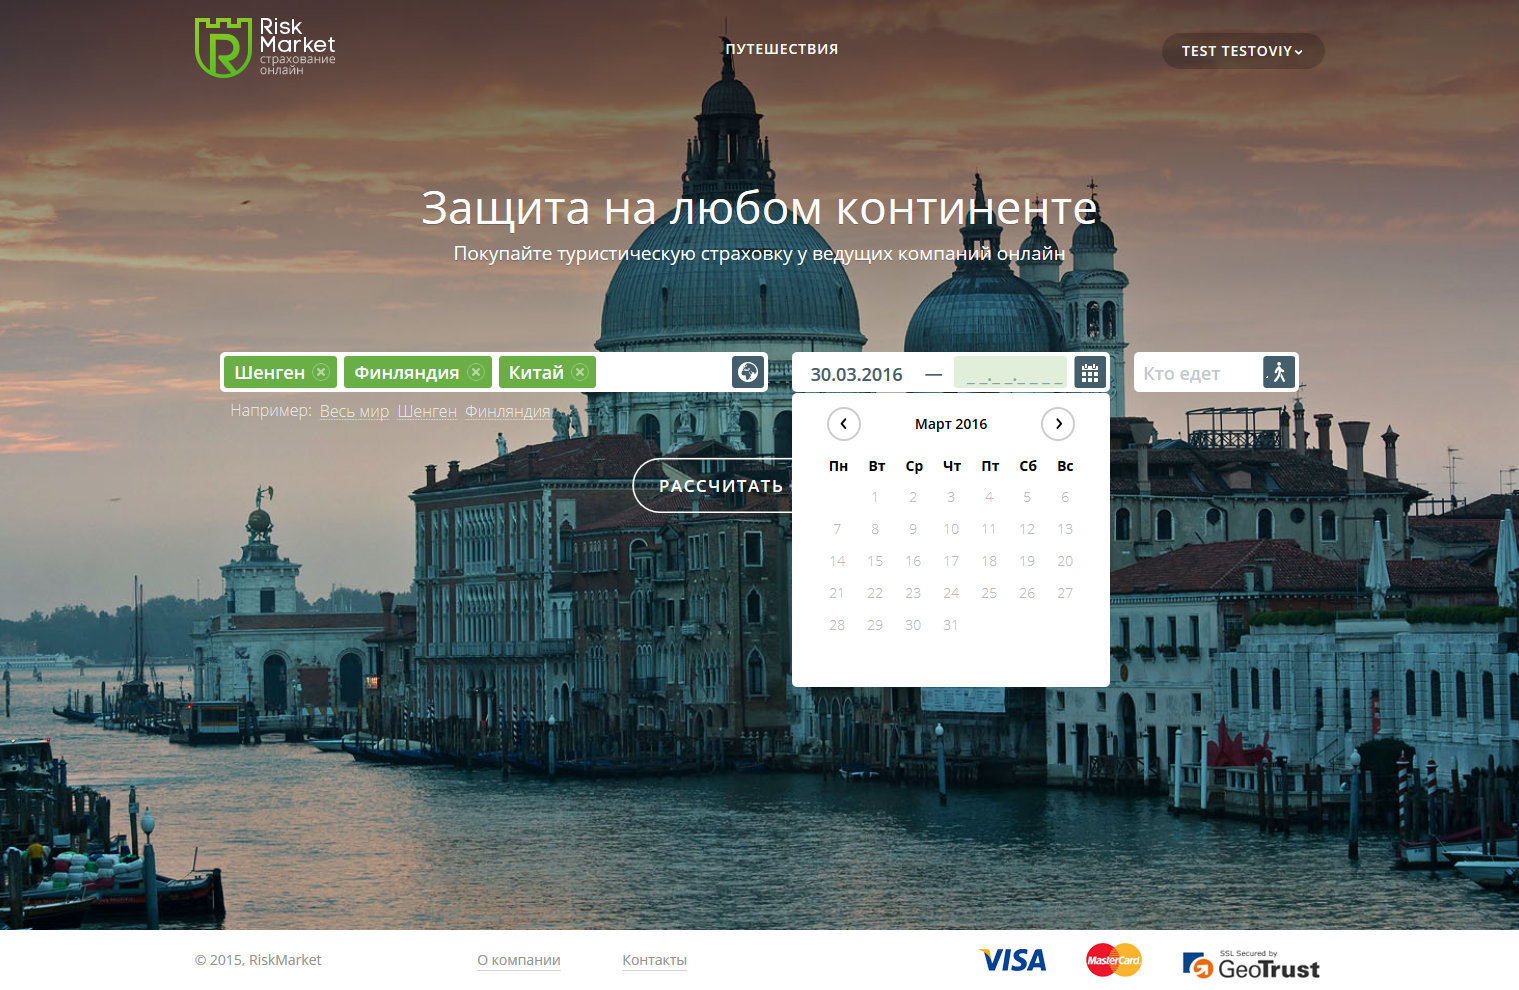 Risk
Market
страхование
онлайн
ПУТЕШЕСТВИЯ
TEST TESTOVIY
Защита на любом континенте
Покупайте туристическую страховку у ведущих компаний онлайн
Шенген Финляндия Китай
30.03.2016 — __.__.____
Кто едет
Например: Весь мир Шенген Финляндия
РАССЧИТАТЬ
Март 2016
Пн Вт Ср Чт Пт Сб Вс
1 2 3 4 5 6
7 8 9 10 11 12 13
14 15 16 17 18 19 20
21 22 23 24 25 26 27
28 29 30 31
© 2015, RiskMarket
О компании
Контакты
VISA
MasterCard
SSL Secured by
GeoTrust